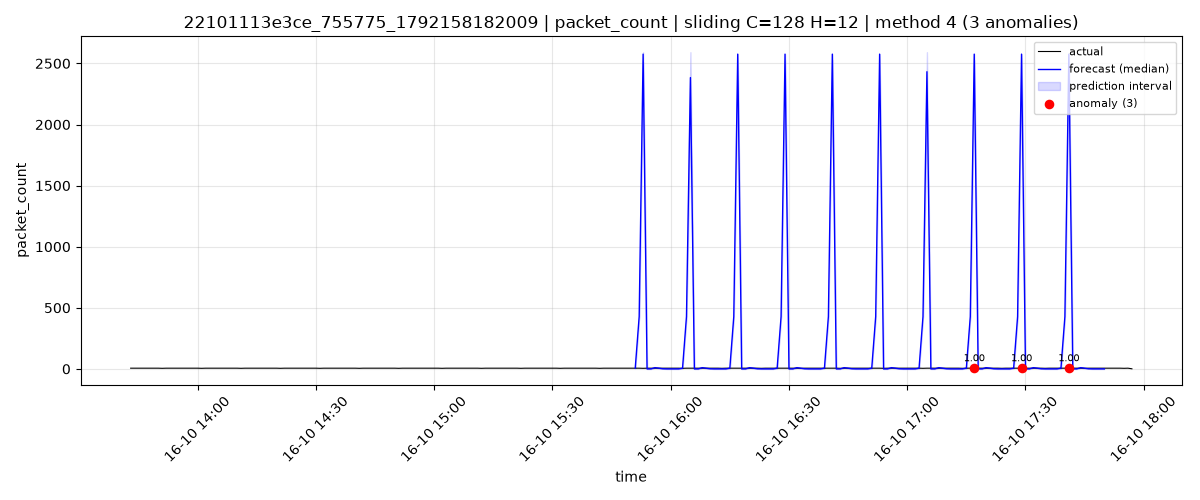 22101113e3ce_755775_1792158182009 | packet_count | sliding C=128 H=12 | method 4 (3 anomalies)
actual
forecast (median)
prediction interval
anomaly (3)
packet_count
2500
2000
1500
1000
500
0
1.00 1.00 1.00
16-10 14:00 16-10 14:30 16-10 15:00 16-10 15:30 16-10 16:00 16-10 16:30 16-10 17:00 16-10 17:30 16-10 18:00
time